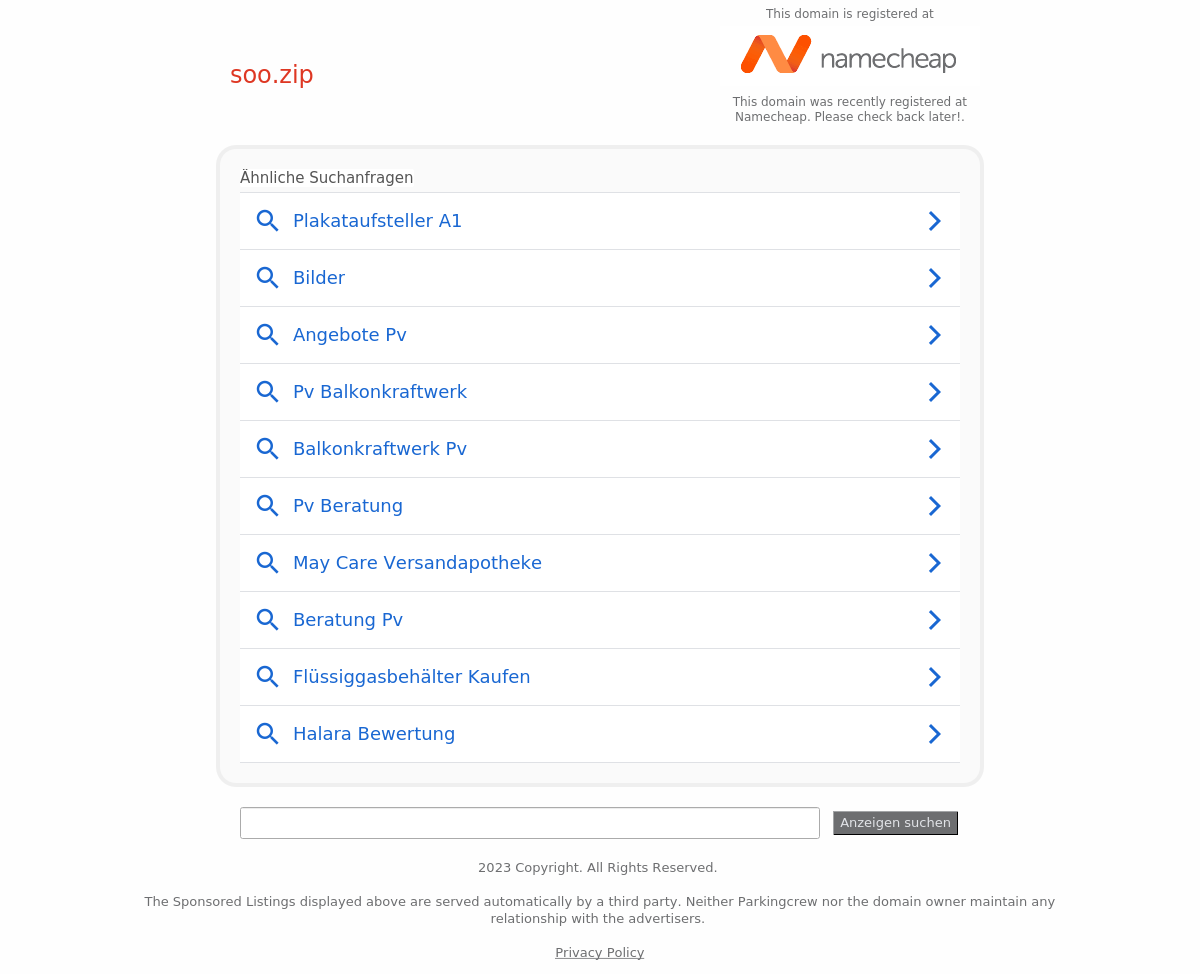 This domain is registered at
namecheap
soo.zip
This domain was recently registered at
Namecheap. Please check back later!.
Ähnliche Suchanfragen
Plakataufsteller A1
Bilder
Angebote Pv
Pv Balkonkraftwerk
Balkonkraftwerk Pv
Pv Beratung
May Care Versandapotheke
Beratung Pv
Flüssiggasbehälter Kaufen
Halara Bewertung
Anzeigen suchen
2023 Copyright. All Rights Reserved.
The Sponsored Listings displayed above are served automatically by a third party. Neither Parkingcrew nor the domain owner maintain any
relationship with the advertisers.
Privacy Policy